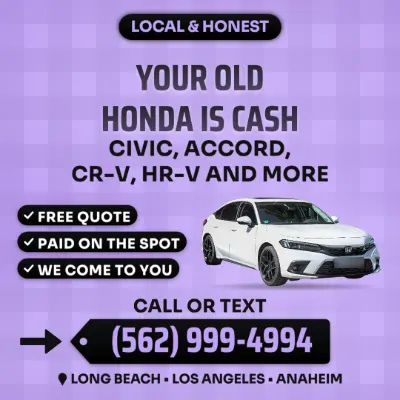 LOCAL & HONEST
YOUR OLD
HONDA IS CASH
CIVIC, ACCORD,
CR-V, HR-V AND MORE
FREE QUOTE
PAID ON THE SPOT
WE COME TO YOU
CALL OR TEXT
(562) 999-4994
LONG BEACH • LOS ANGELES • ANAHEIM